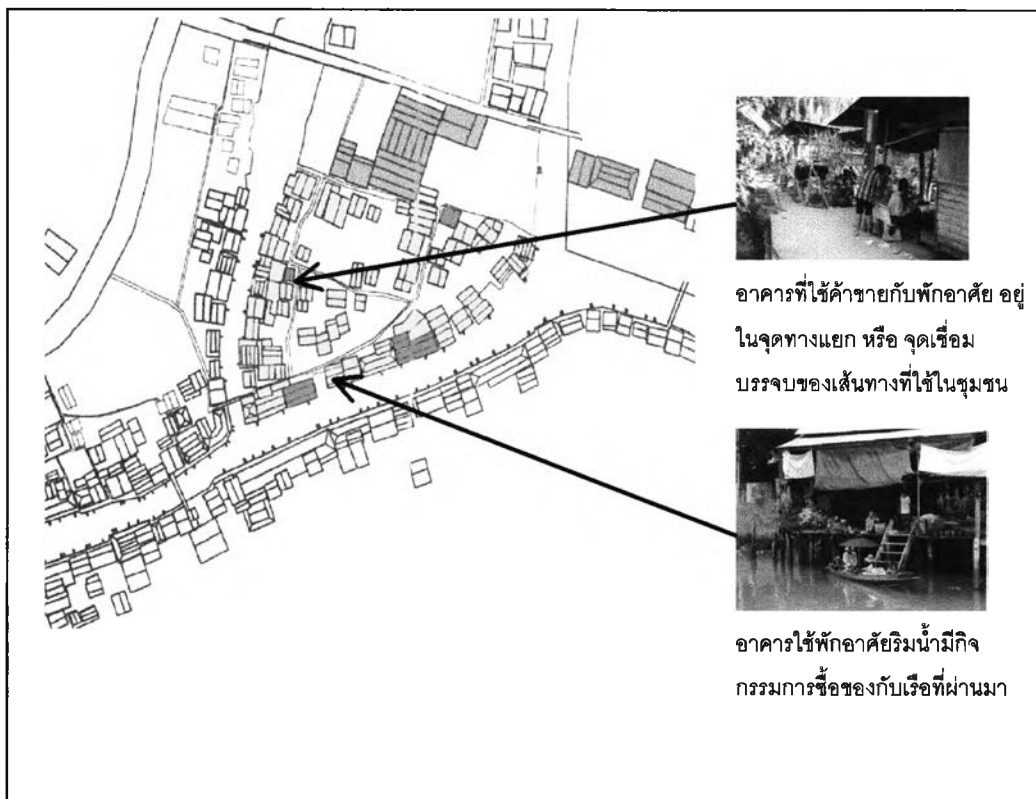 อาคารที่ใช้ค้าขายกับพักอาศัย อยู่
ในจุดทางแยก หรือ จุดเชื่อม
บรรจบของเส้นทางที่ใช้ในชุมชน
อาคารใช้พักอาศัยริมน้ำมีกิจ
กรรมการซื้อของกับเรือที่ผ่านมา